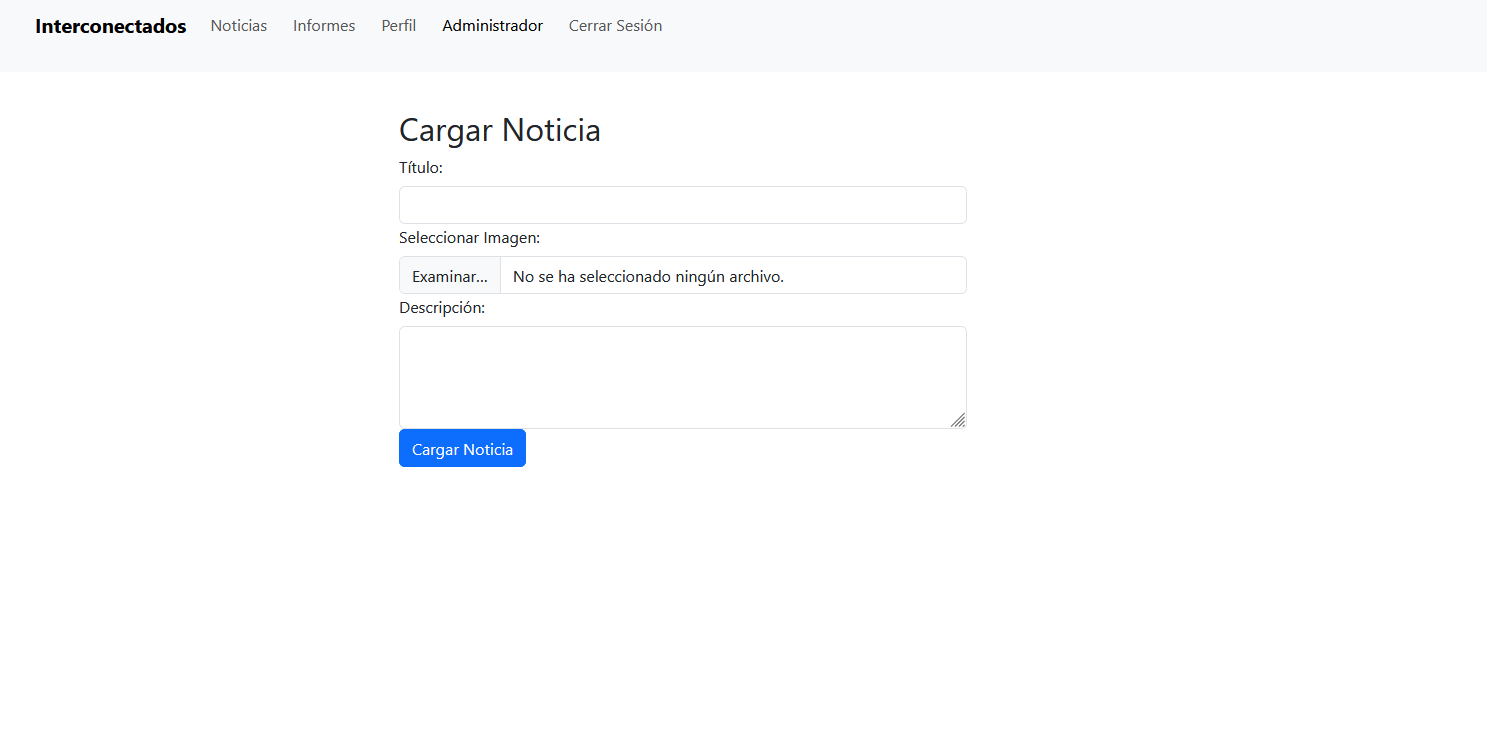 Interconectados Noticias Informes Perfil Administrador Cerrar Sesión
Cargar Noticia
Título:
Seleccionar Imagen:
Examinar... No se ha seleccionado ningún archivo.
Descripción:
Cargar Noticia